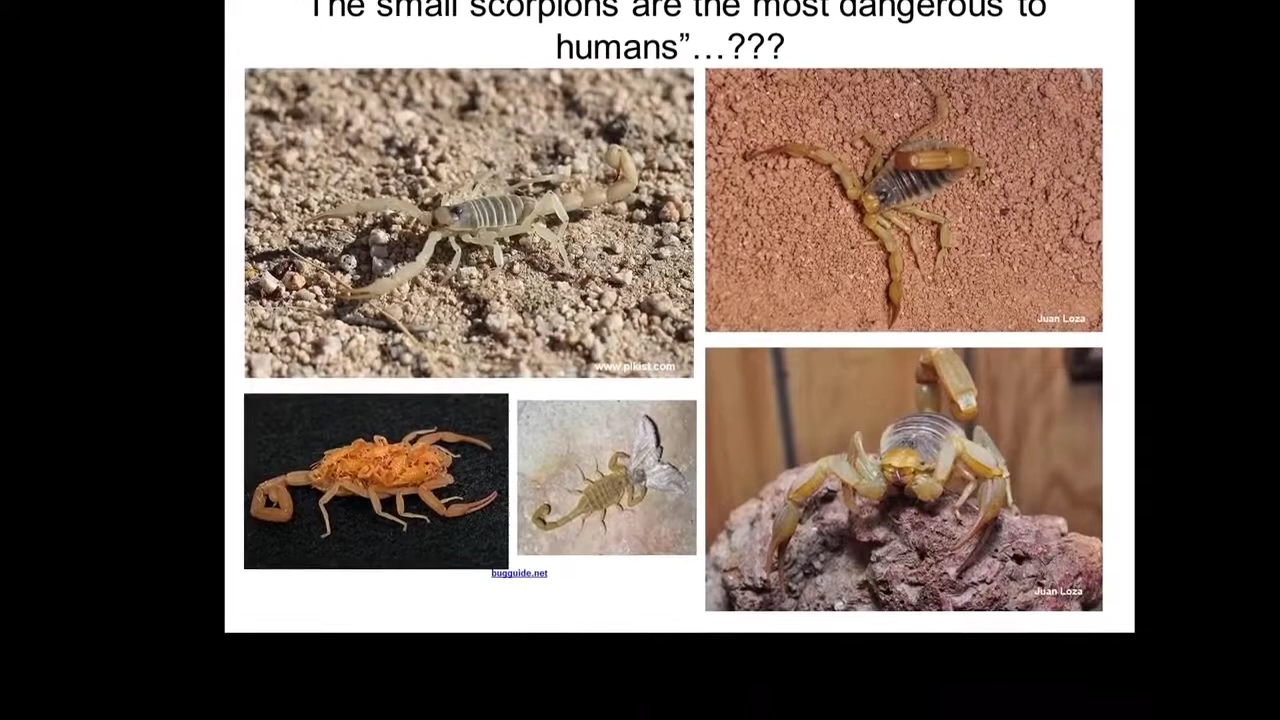 "The small scorpions are the most dangerous to
humans”…???
www.pikist.com
Juan Loza
bugguide.net
Juan Loza